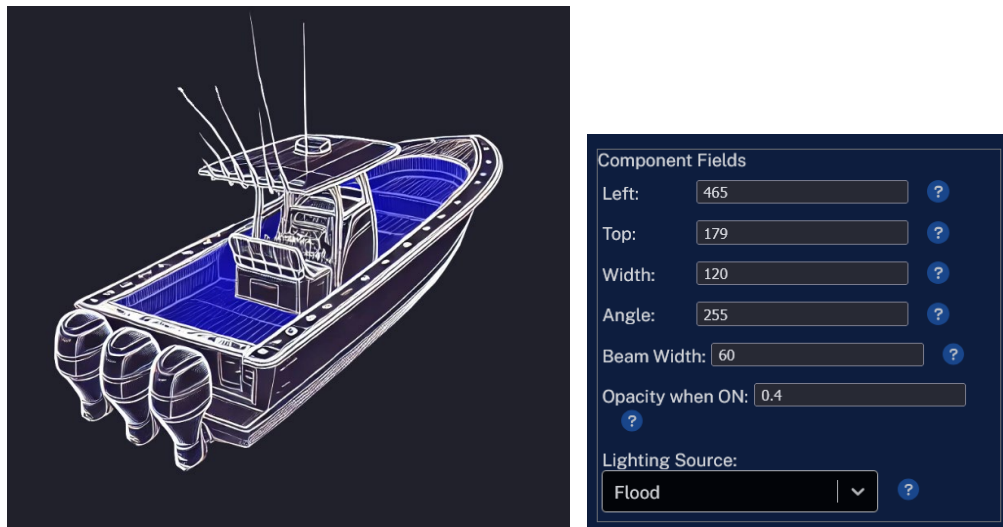 Component Fields
Left: 465 ?
Top: 179 ?
Width: 120 ?
Angle: 255 ?
Beam Width: 60 ?
Opacity when ON: 0.4
?
Lighting Source:
Flood ?